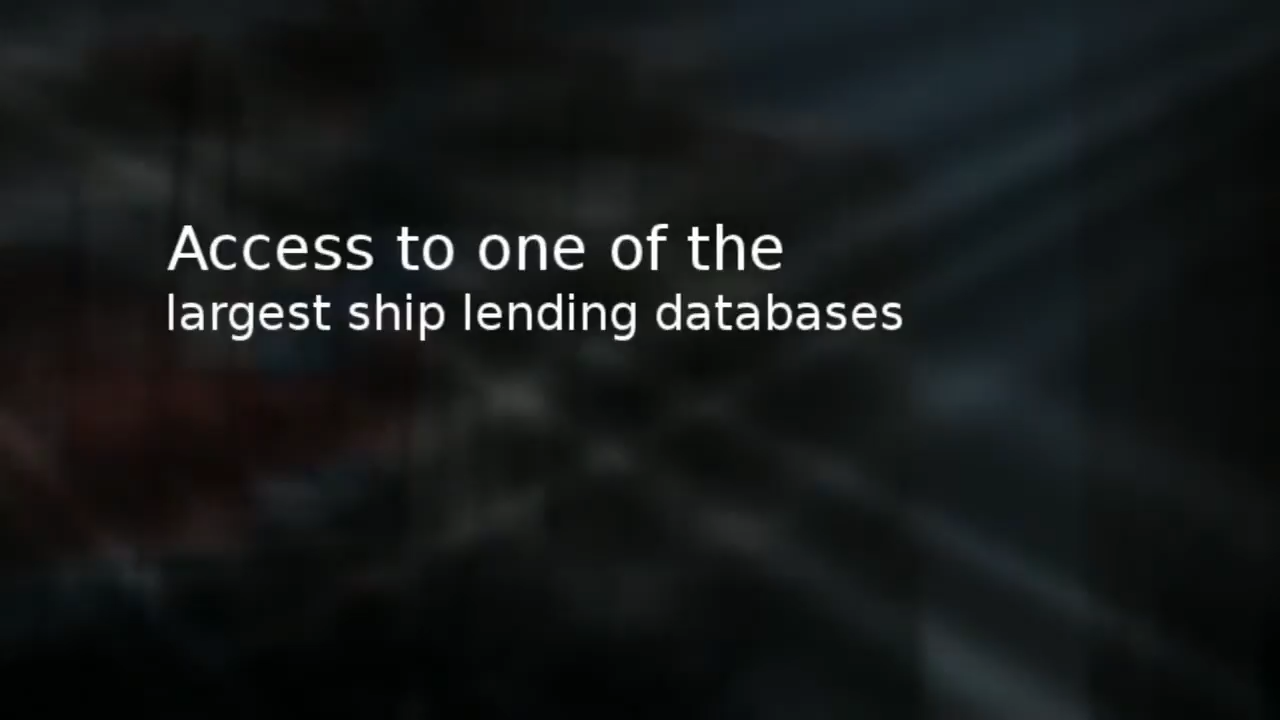 Access to one of the
largest ship lending databases